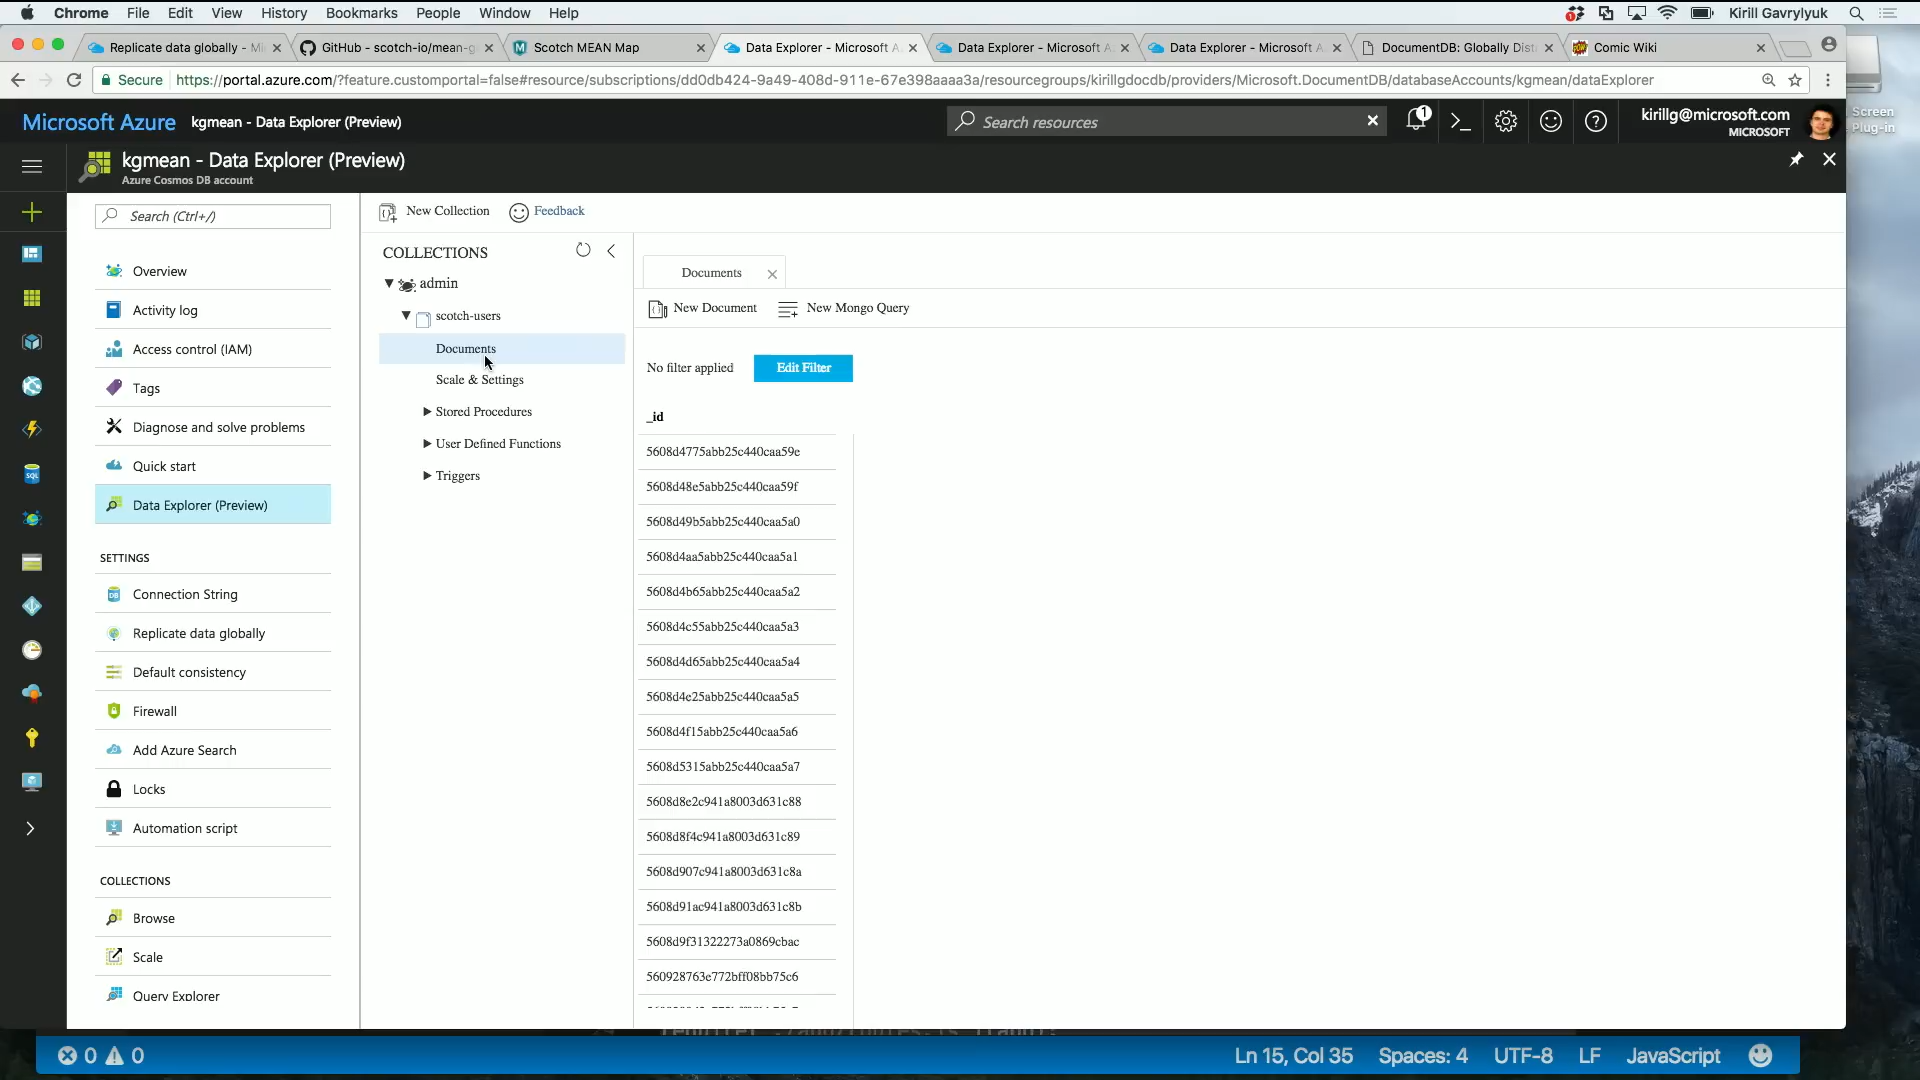 Chrome File Edit View History Bookmarks People Window Help
1 Kirill Gavrylyuk
Replicate data globally - Mi
GitHub - scotch-io/mean-g
Scotch MEAN Map
Data Explorer - Microsoft A
Data Explorer - Microsoft A
Data Explorer - Microsoft A
DocumentDB: Globally Dist
Comic Wiki
Secure https://portal.azure.com/?feature.customportal=false#resource/subscriptions/dd0db424-9a49-408d-911e-67e398aaaa3a/resourcegroups/kirillgdocdb/providers/Microsoft.DocumentDB/databaseAccounts/kgmean/dataExplorer
Screen
Plug-in
Microsoft Azure kgmean - Data Explorer (Preview)
Search resources
1
kirillg@microsoft.com
MICROSOFT
kgmean - Data Explorer (Preview)
Azure Cosmos DB account
Search (Ctrl+/)
Overview
Activity log
Access control (IAM)
Tags
Diagnose and solve problems
Quick start
Data Explorer (Preview)
SETTINGS
Connection String
Replicate data globally
Default consistency
Firewall
Add Azure Search
Locks
Automation script
COLLECTIONS
Browse
Scale
Query Explorer
New Collection Feedback
COLLECTIONS
admin
scotch-users
Documents
Scale & Settings
Stored Procedures
User Defined Functions
Triggers
Documents
New Document New Mongo Query
No filter applied Edit Filter
_id
5608d4775abb25c440caa59e
5608d48e5abb25c440caa59f
5608d49b5abb25c440caa5a0
5608d4aa5abb25c440caa5a1
5608d4b65abb25c440caa5a2
5608d4c55abb25c440caa5a3
5608d4d65abb25c440caa5a4
5608d4e25abb25c440caa5a5
5608d4f15abb25c440caa5a6
5608d5315abb25c440caa5a7
5608d8e2c941a8003d631c88
5608d8f4c941a8003d631c89
5608d907c941a8003d631c8a
5608d91ac941a8003d631c8b
5608d9f31322273a0869cbac
560928763e772bff08bb75c6
0 0
Ln 15, Col 35 Spaces: 4 UTF-8 LF JavaScript